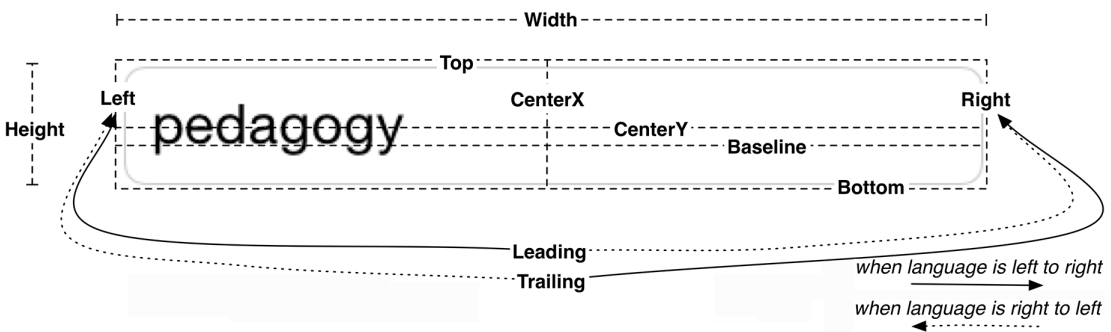 Width
Top
Left
CenterX
Right
pedagogy
Height
CenterY
Baseline
Bottom
Leading
Trailing
when language is left to right
when language is right to left